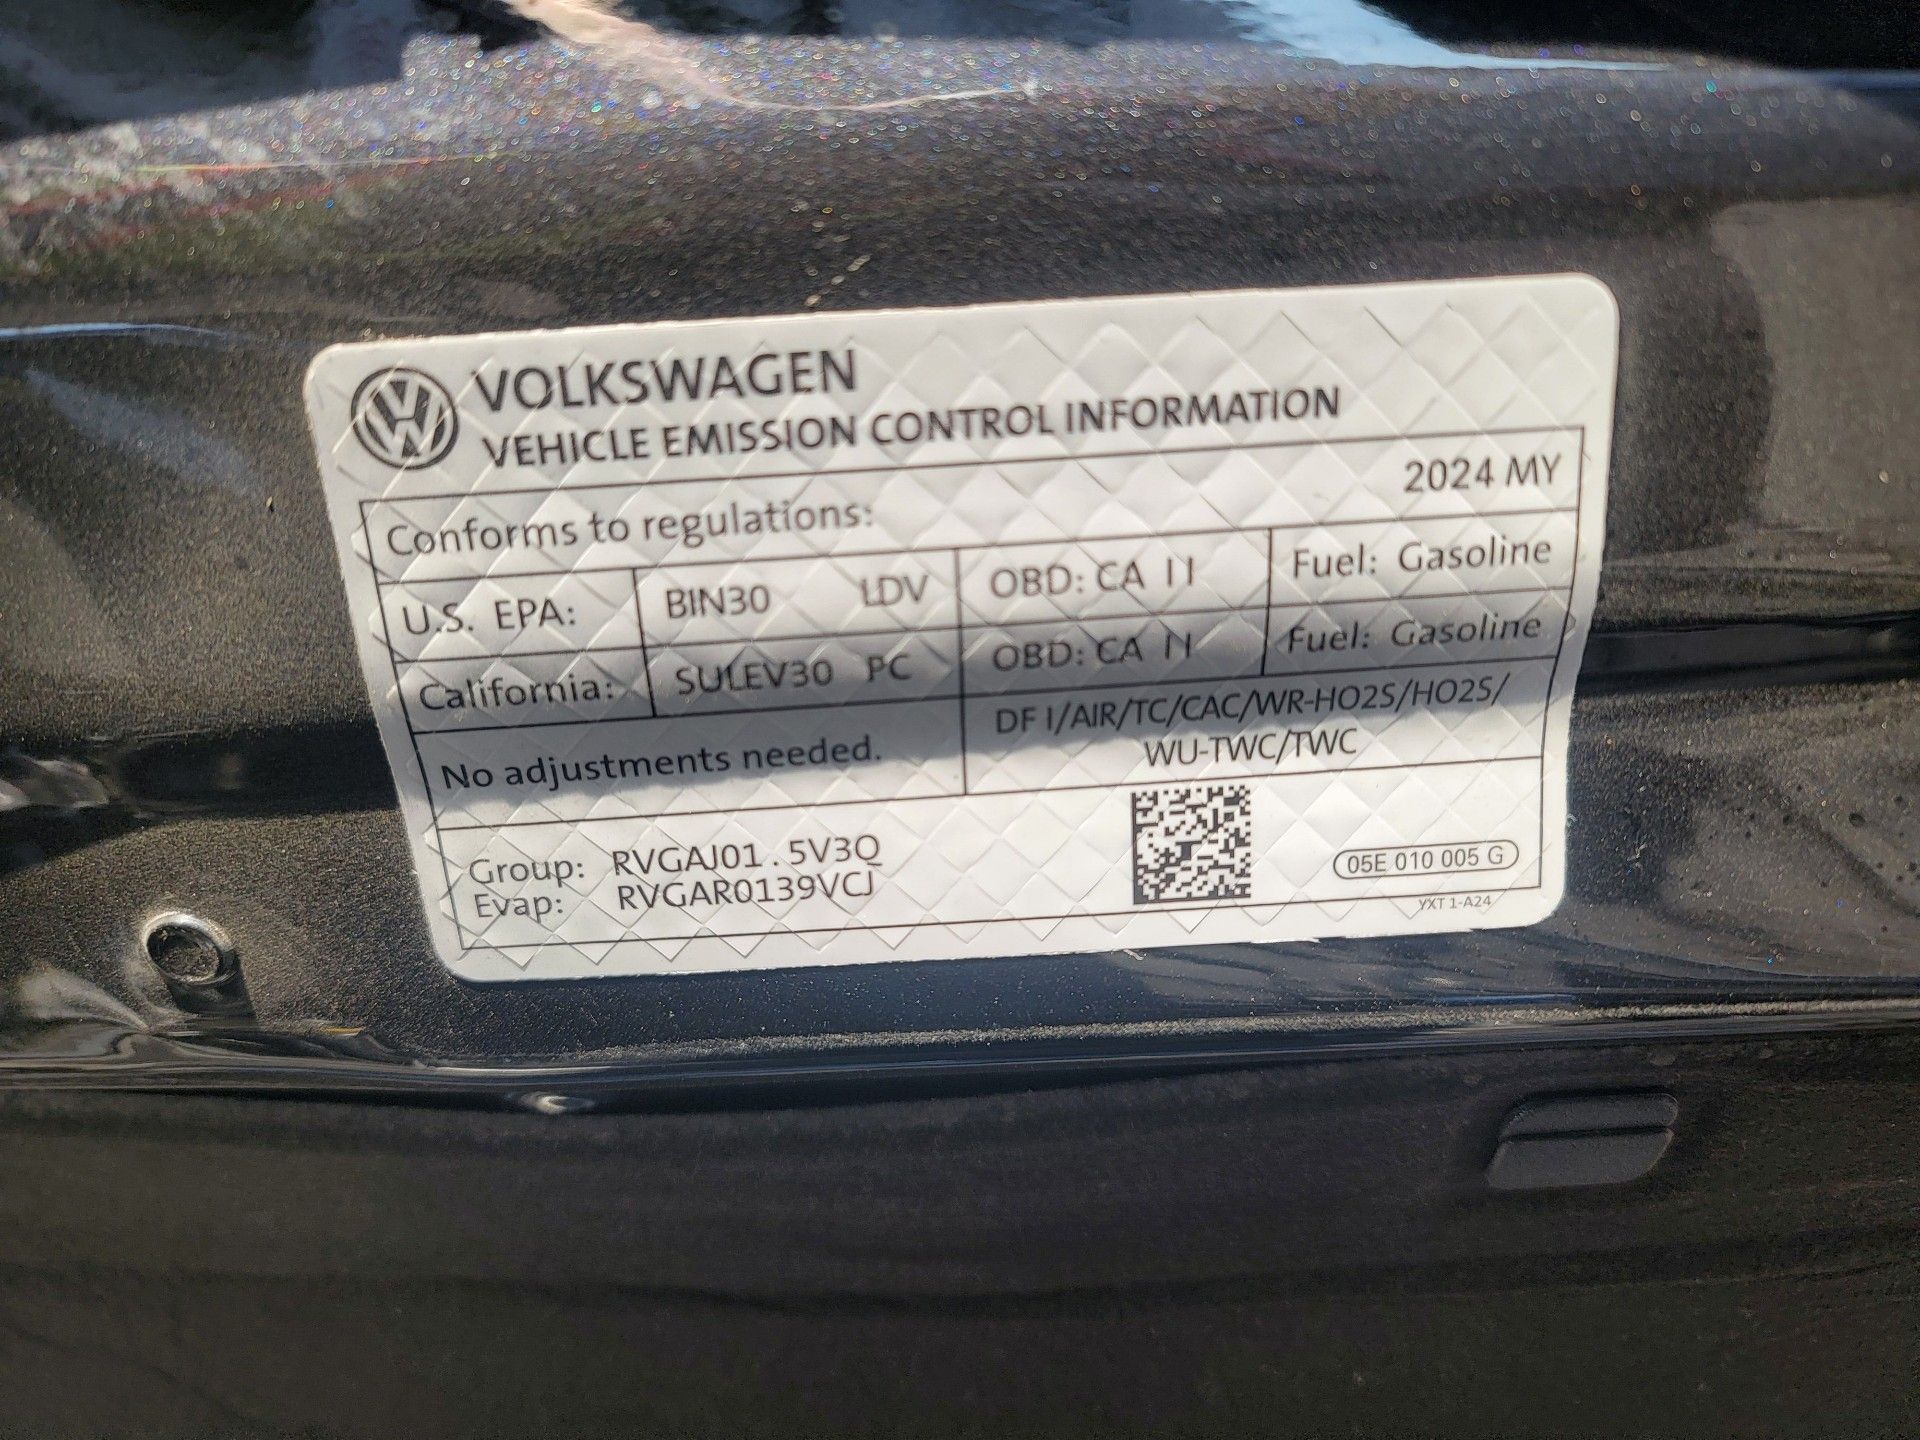 VOLKSWAGEN
VEHICLE EMISSION CONTROL INFORMATION
Conforms to regulations: 2024 MY
U.S. EPA: BIN30 LDV OBD: CA II Fuel: Gasoline
California: SULEV30 PC OBD: CA II Fuel: Gasoline
No adjustments needed. DFI/AIR/TC/CAC/WR-HO2S/HO2S/
WU-TWC/TWC
Group: RVGAJ01.5V3Q
Evap: RVGAR0139VCJ
05E 010 005 G
YXT 1-A24